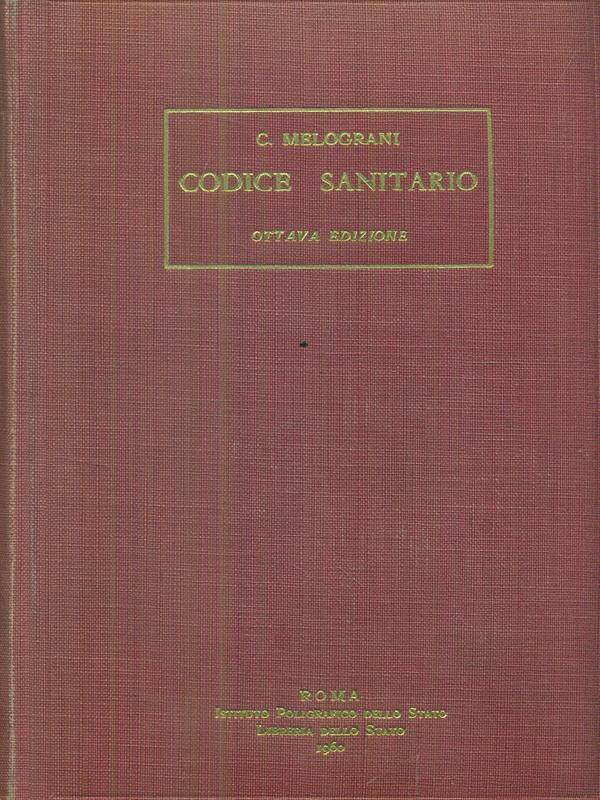 C. MELOGRANI
CODICE SANITARIO
OTTAVA EDIZIONE
ROMA
ISTITUTO POLIGRAFICO DELLO STATO
LIBRERIA DELLO STATO
1960